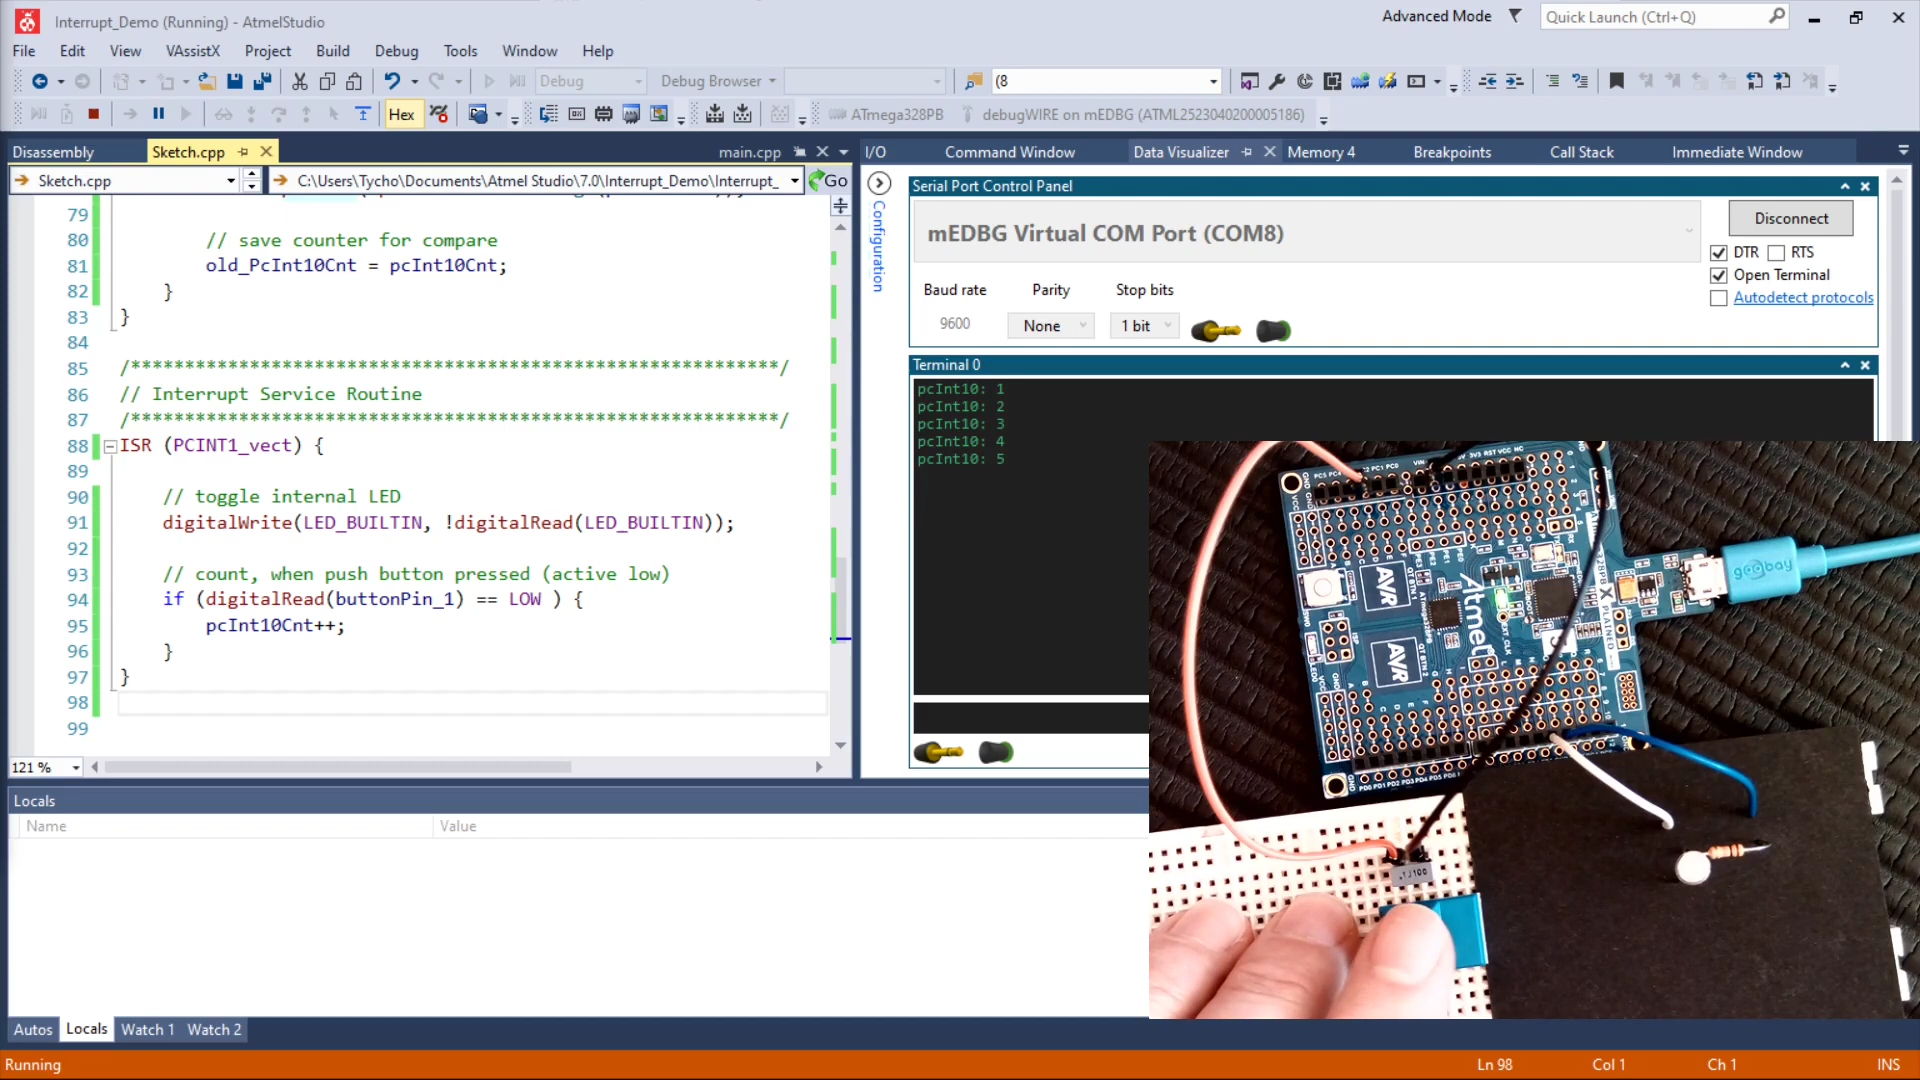 Interrupt_Demo (Running) - AtmelStudio
Advanced Mode
Quick Launch (Ctrl+Q)
File Edit View VAssistX Project Build Debug Tools Window Help
Debug Debug Browser (8
Hex ATmega328PB debugWIRE on mEDBG (ATML2523040200005186)
Disassembly Sketch.cpp main.cpp
I/O Command Window Data Visualizer Memory 4 Breakpoints Call Stack Immediate Window
Sketch.cpp C:\Users\Tycho\Documents\Atmel Studio\7.0\Interrupt_Demo\Interrupt_ Go
79
80 // save counter for compare
81 old_PcInt10Cnt = pcInt10Cnt;
82 }
83 }
84
85 /*************************************************************/
86 // Interrupt Service Routine
87 /*************************************************************/
88 ISR (PCINT1_vect) {
89
90 // toggle internal LED
91 digitalWrite(LED_BUILTIN, !digitalRead(LED_BUILTIN));
92
93 // count, when push button pressed (active low)
94 if (digitalRead(buttonPin_1) == LOW ) {
95 pcInt10Cnt++;
96 }
97 }
98
99
121 %
Configuration
Serial Port Control Panel
mEDBG Virtual COM Port (COM8)
Disconnect
DTR RTS
Open Terminal
Autodetect protocols
Baud rate Parity Stop bits
9600 None 1 bit
Terminal 0
pcInt10: 1
pcInt10: 2
pcInt10: 3
pcInt10: 4
pcInt10: 5
AVR
Atmel
AVR
goobay
Locals
Name Value
Autos Locals Watch 1 Watch 2
Running Ln 98 Col 1 Ch 1 INS